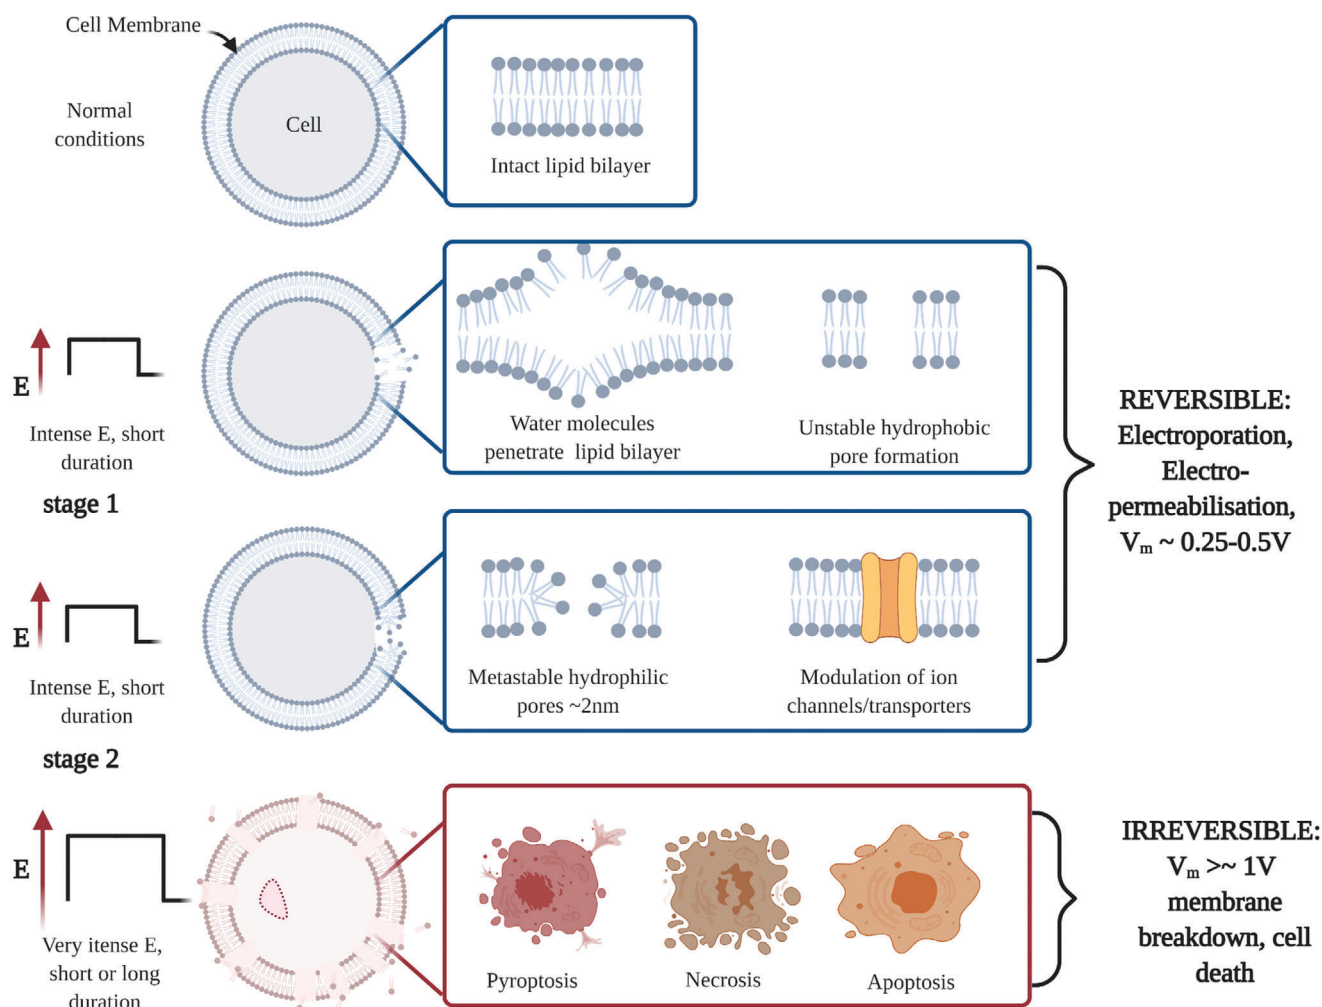 Cell Membrane
Normal
conditions
Cell
Intact lipid bilayer
E
Intense E, short
duration
stage 1
Water molecules
penetrate lipid bilayer
Unstable hydrophobic
pore formation
E
Intense E, short
duration
stage 2
Metastable hydrophilic
pores ~2nm
Modulation of ion
channels/transporters
REVERSIBLE:
Electroporation,
Electro-
permeabilisation,
Vₘ ~ 0.25-0.5V
E
Very itense E,
short or long
duration
Pyroptosis
Necrosis
Apoptosis
IRREVERSIBLE:
Vₘ >~ 1V
membrane
breakdown, cell
death